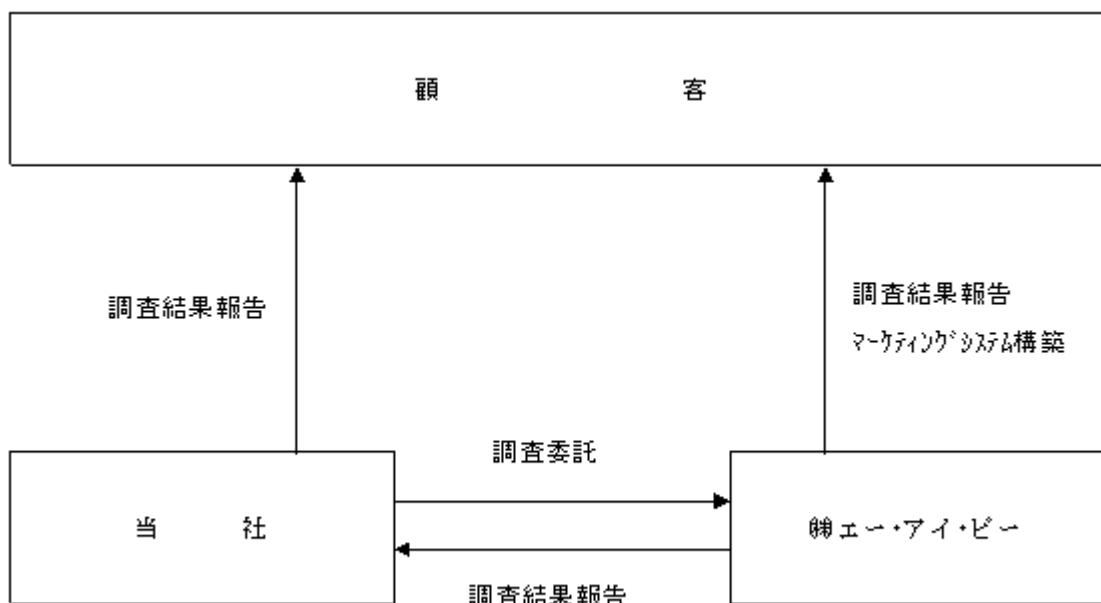 顧　客
調査結果報告
調査結果報告
ﾏｰｹﾃｨﾝｸﾞｼｽﾃﾑ構築
調査委託
当　社
㈱エー・アイ・ビー
調査結果報告